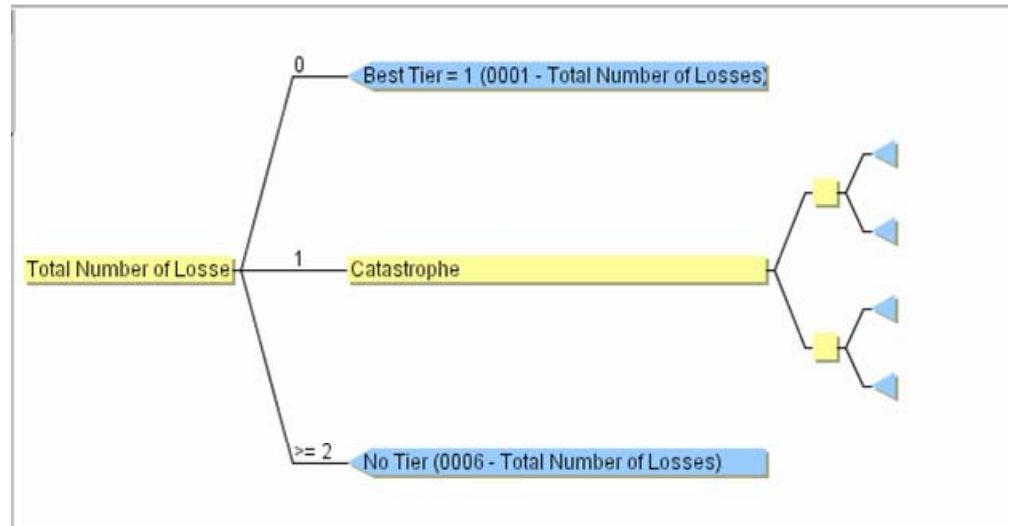 0
Best Tier = 1 (0001 - Total Number of Losses)
Total Number of Losse
1
Catastrophe
>= 2
No Tier (0006 - Total Number of Losses)